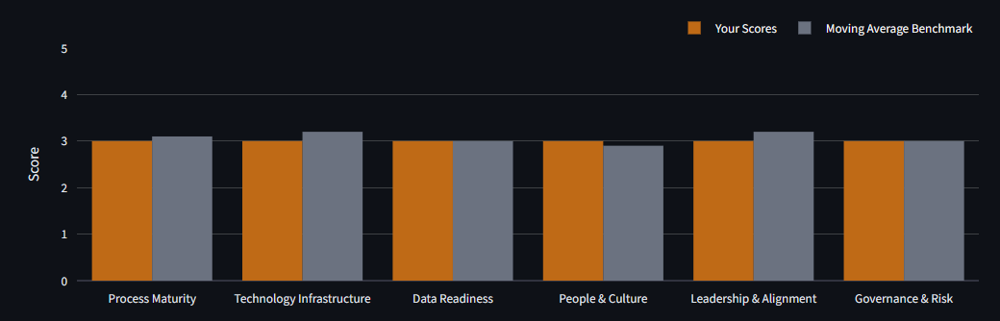 Your Scores
Moving Average Benchmark
5
4
3
2
1
0
Score
Process Maturity
Technology Infrastructure
Data Readiness
People & Culture
Leadership & Alignment
Governance & Risk